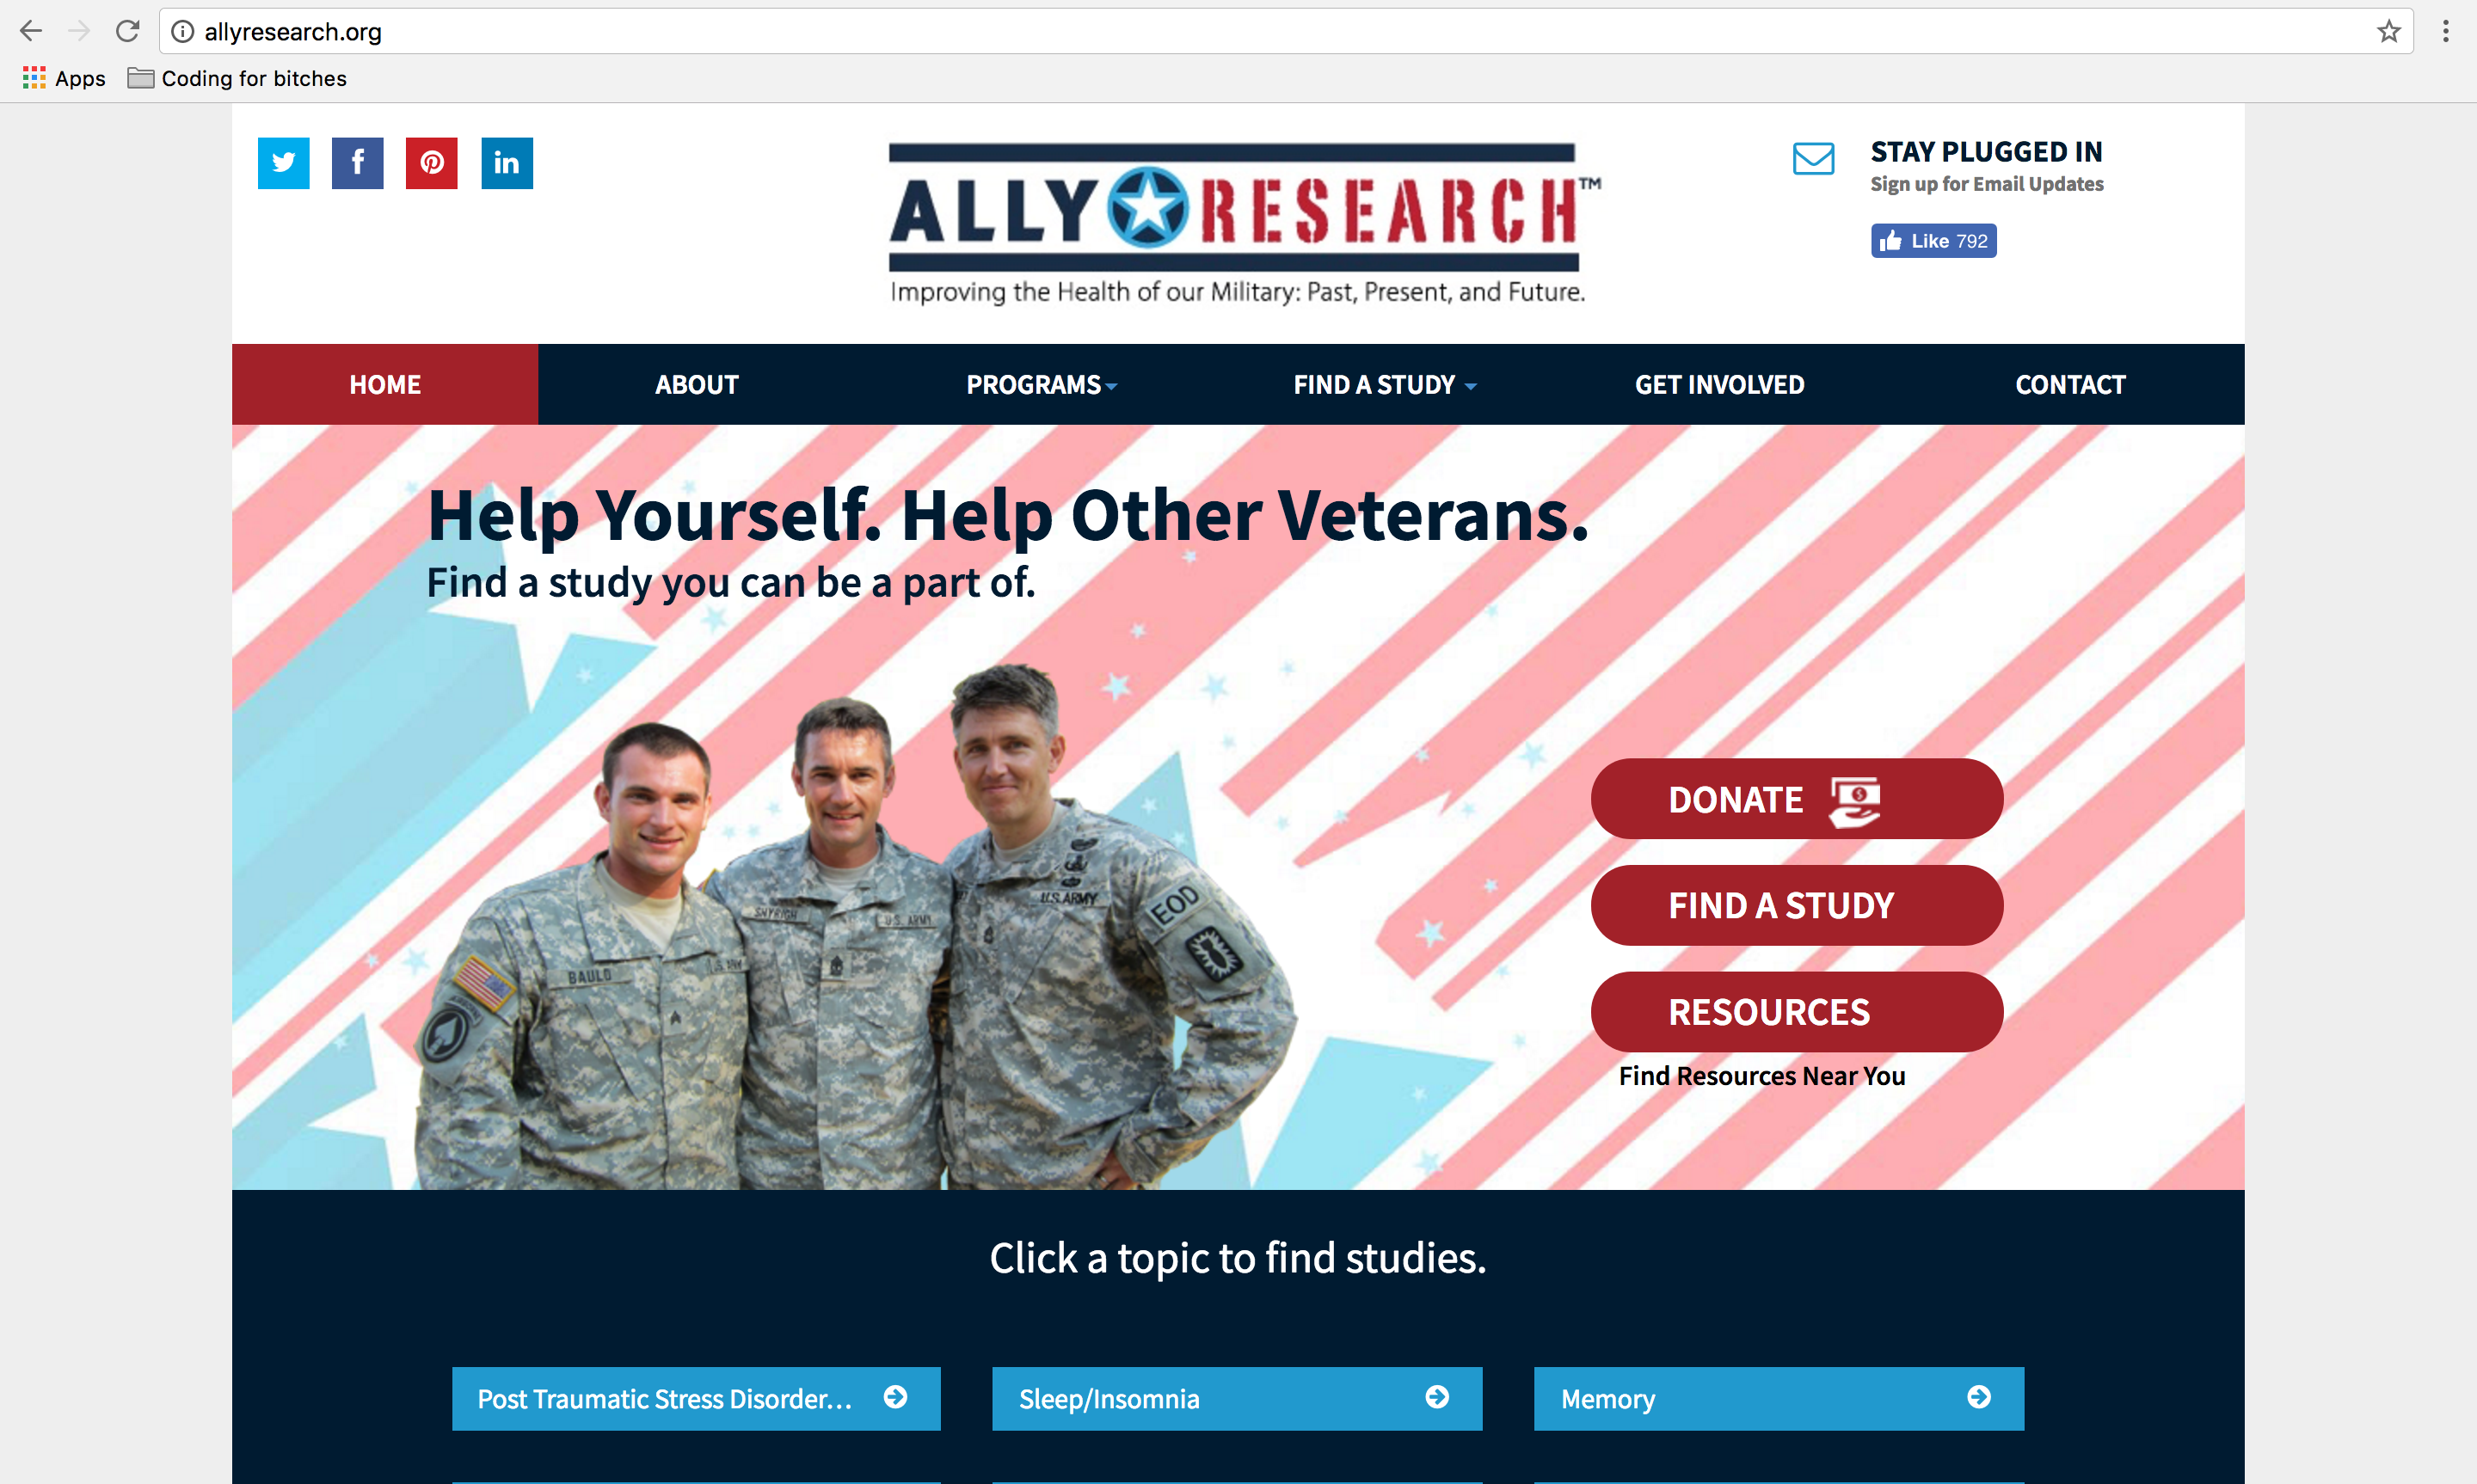 allyresearch.org
Apps Coding for bitches
STAY PLUGGED IN
Sign up for Email Updates
Like 792
ALLY RESEARCH™
Improving the Health of our Military: Past, Present, and Future.
HOME ABOUT PROGRAMS FIND A STUDY GET INVOLVED CONTACT
Help Yourself. Help Other Veterans.
Find a study you can be a part of.
DONATE
FIND A STUDY
RESOURCES
Find Resources Near You
U.S. ARMY
EOD
U.S. ARMY
BAULD
Click a topic to find studies.
Post Traumatic Stress Disorder... Sleep/Insomnia Memory